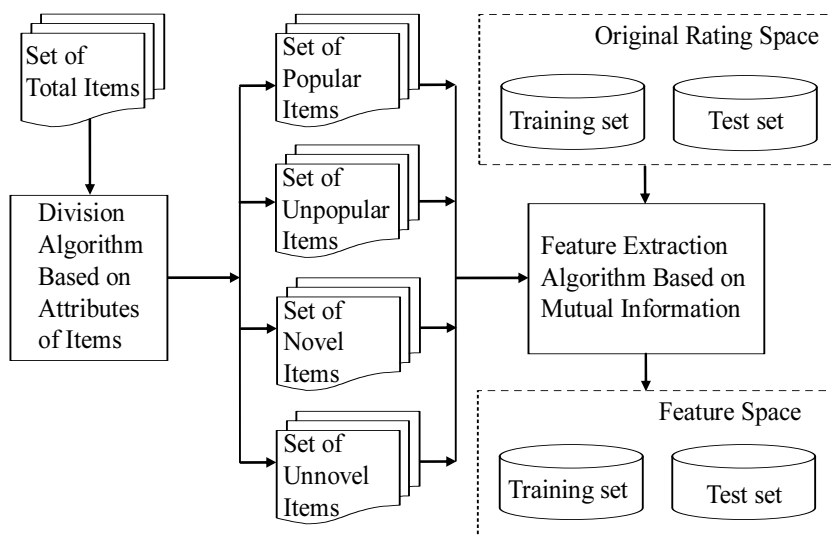 Set of
Total Items
Division
Algorithm
Based on
Attributes
of Items
Set of
Popular
Items
Set of
Unpopular
Items
Set of
Novel
Items
Set of
Unnovel
Items
Original Rating Space
Training set
Test set
Feature Extraction
Algorithm Based on
Mutual Information
Feature Space
Training set
Test set